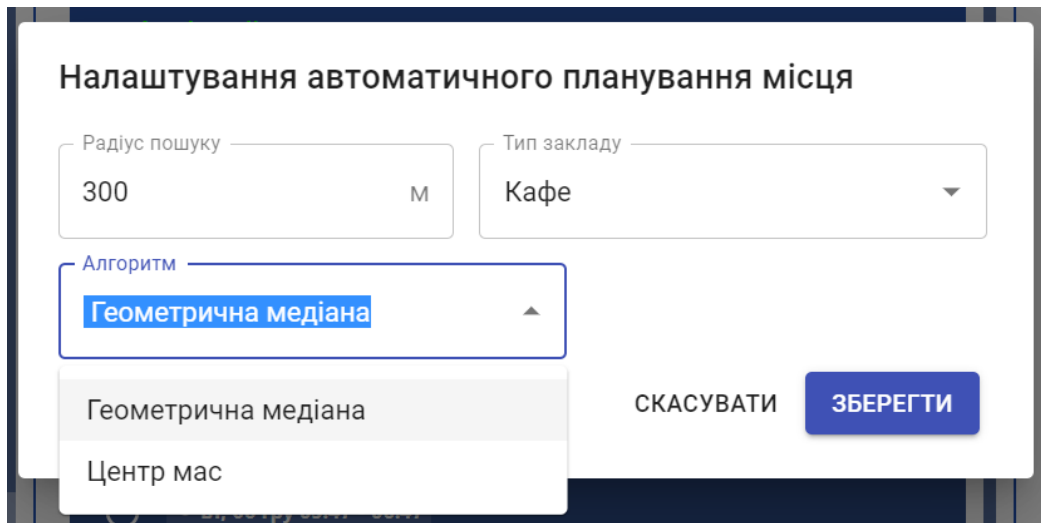 Налаштування автоматичного планування місця
Радіус пошуку
300 м
Тип закладу
Кафе
Алгоритм
Геометрична медіана
Геометрична медіана
Центр мас
СКАСУВАТИ
ЗБЕРЕГТИ